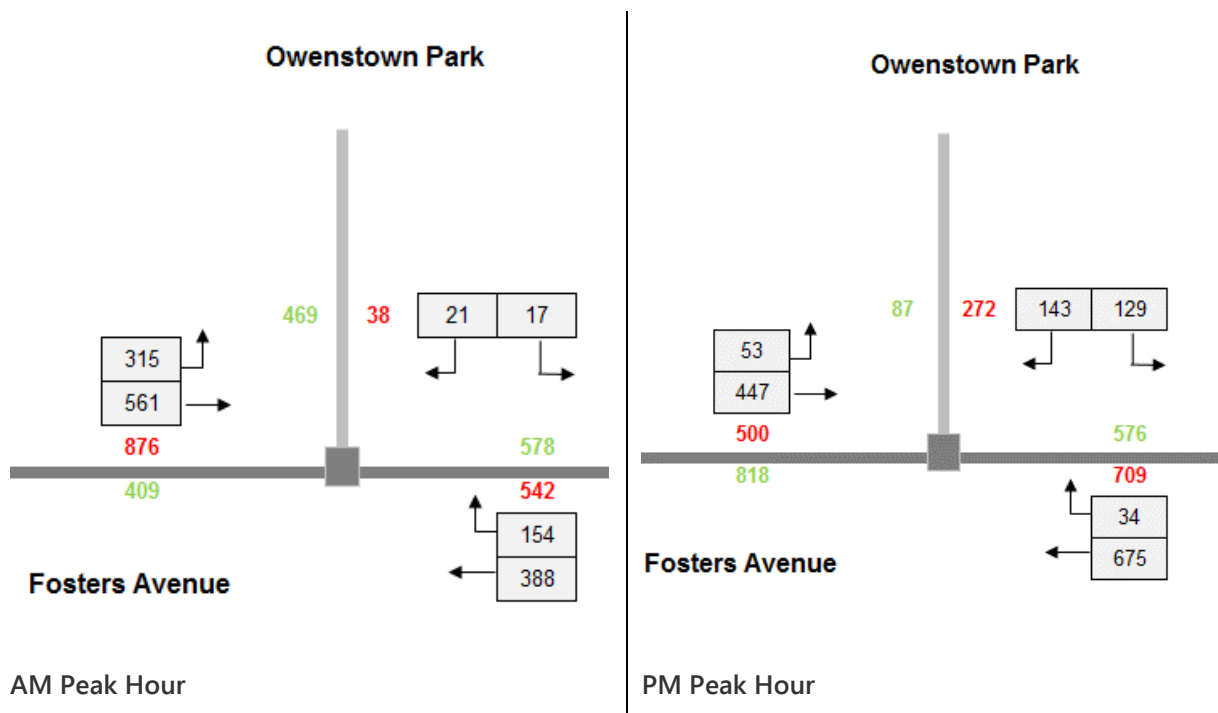 Owenstown Park
469 38 21 17
315
561
876
578
409
542
154
388
Fosters Avenue
AM Peak Hour
Owenstown Park
87 272 143 129
53
447
500
576
818
709
34
675
Fosters Avenue
PM Peak Hour